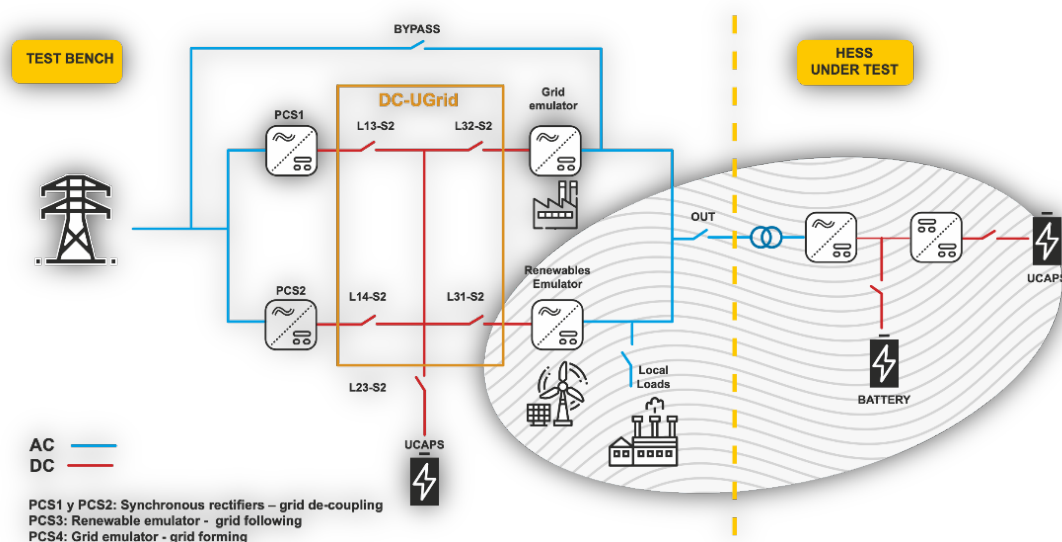 BYPASS
TEST BENCH
HESS
UNDER TEST
DC-UGrid
Grid
emulator
PCS1
L13-S2
L32-S2
OUT
UCAPS
PCS2
L14-S2
L31-S2
Renewables
Emulator
L23-S2
Local
Loads
BATTERY
UCAPS
AC
DC
PCS1 y PCS2: Synchronous rectifiers – grid de-coupling
PCS3: Renewable emulator - grid following
PCS4: Grid emulator - grid forming